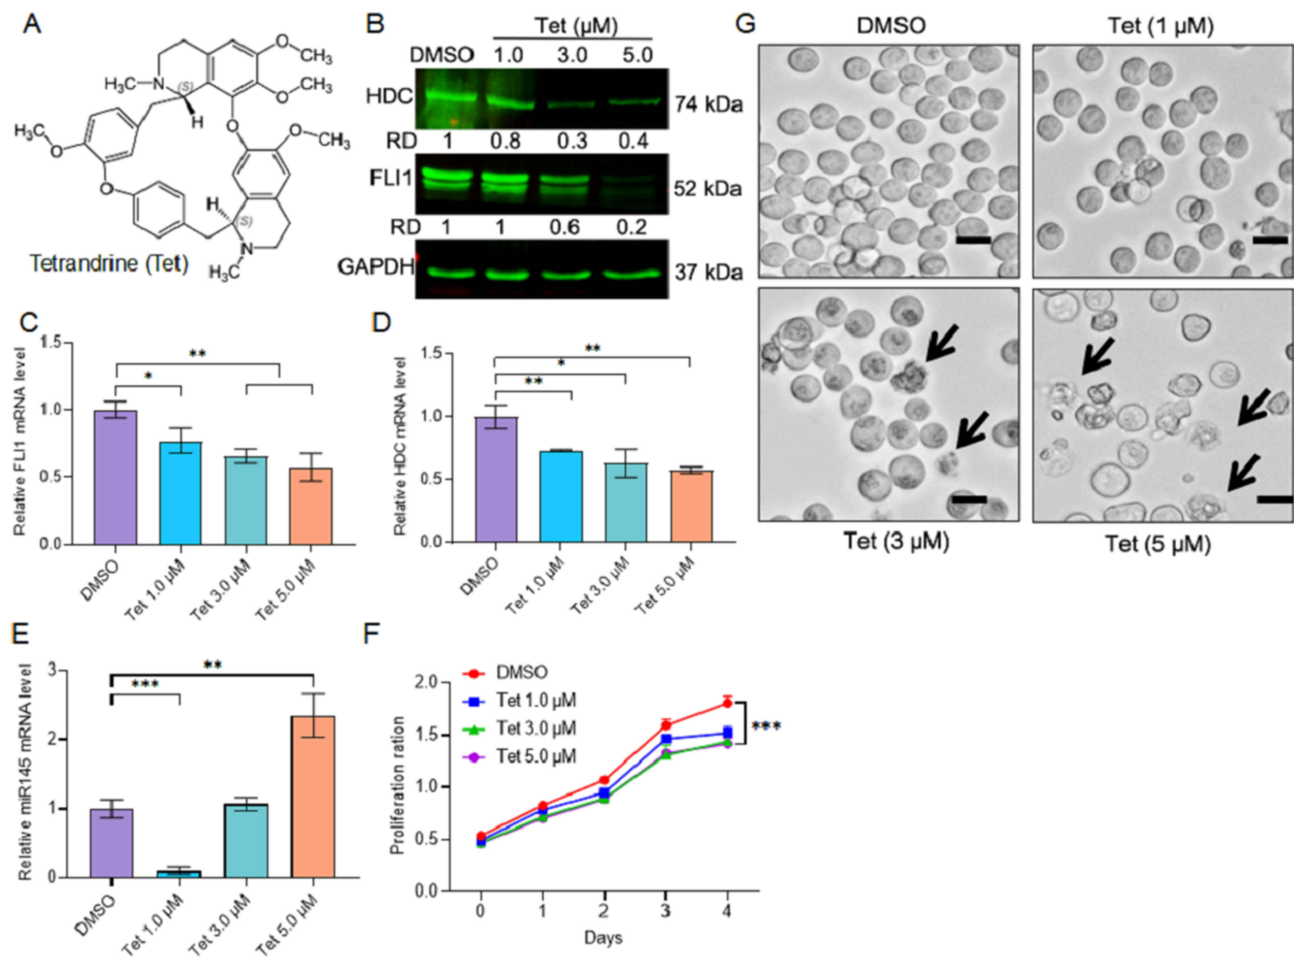 A
CH₃
H₃C
N
(S)
H
O
CH₃
O
CH₃
O
H₃C
O
O
CH₃
O
H
(S)
N
H₃C
Tetrandrine (Tet)
B
Tet (µM)
DMSO 1.0 3.0 5.0
HDC 74 kDa
RD 1 0.8 0.3 0.4
FLI1 52 kDa
RD 1 1 0.6 0.2
GAPDH 37 kDa
C
Relative FLI1 mRNA level
1.5
1.0
0.5
0.0
**
*
DMSO
Tet 1.0 µM
Tet 3.0 µM
Tet 5.0 µM
D
Relative HDC mRNA level
1.5
1.0
0.5
0.0
**
*
**
DMSO
Tet 1.0 µM
Tet 3.0 µM
Tet 5.0 µM
E
Relative miR145 mRNA level
3
2
1
0
**
***
DMSO
Tet 1.0 µM
Tet 3.0 µM
Tet 5.0 µM
F
DMSO
Tet 1.0 µM
Tet 3.0 µM
Tet 5.0 µM
Proliferation ration
2.0
1.5
1.0
0.5
0.0
***
0 1 2 3 4
Days
G
DMSO
Tet (1 µM)
Tet (3 µM)
Tet (5 µM)